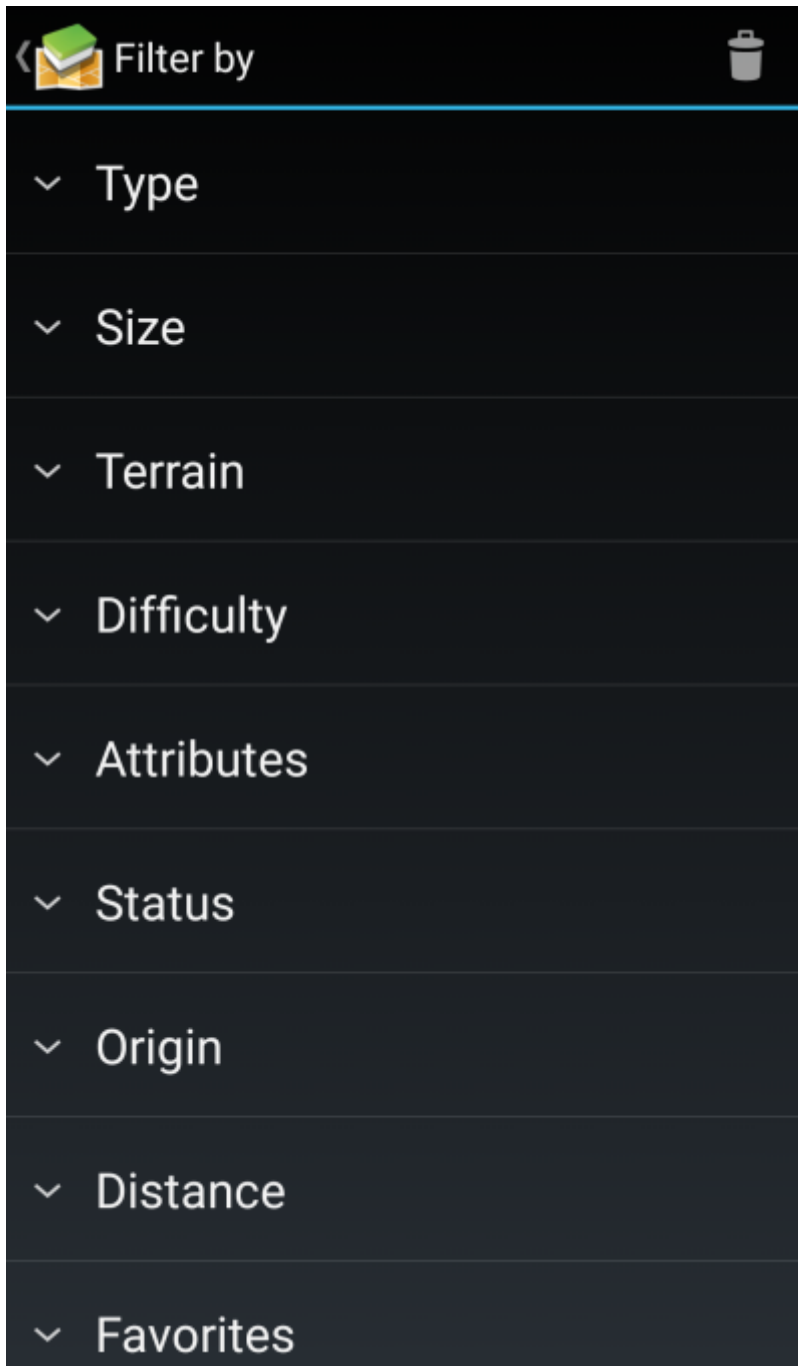 Filter by
Type
Size
Terrain
Difficulty
Attributes
Status
Origin
Distance
Favorites